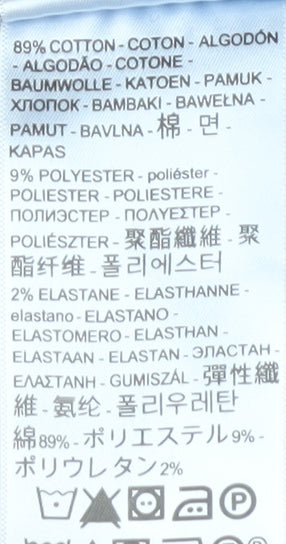 89% COTTON - COTON - ALGODÓN
- ALGODÃO - COTONE -
BAUMWOLLE - KATOEN - PAMUK -
ХЛОПОК - BAMBAKI - BAWEŁNA -
PAMUT - BAVLNA - 棉 - 면 -
KAPAS
9% POLYESTER - poliéster -
POLIESTER - POLIESTERE -
ПОЛИЭСТЕР - ΠΟΛΥΕΣΤΕΡ -
POLIÉSZTER - 聚酯纖維 - 聚
酯纤维 - 폴리에스터
2% ELASTANE - ELASTHANNE -
elastano - ELASTANO -
ELASTOMERO - ELASTHAN -
ELASTAAN - ELASTAN - ЭЛАСТАН -
ΕΛΑΣΤΑΝΗ - GUMISZÁL - 彈性纖
維 - 氨纶 - 폴리우레탄
綿89% - ポリエステル9% -
ポリウレタン2%
P